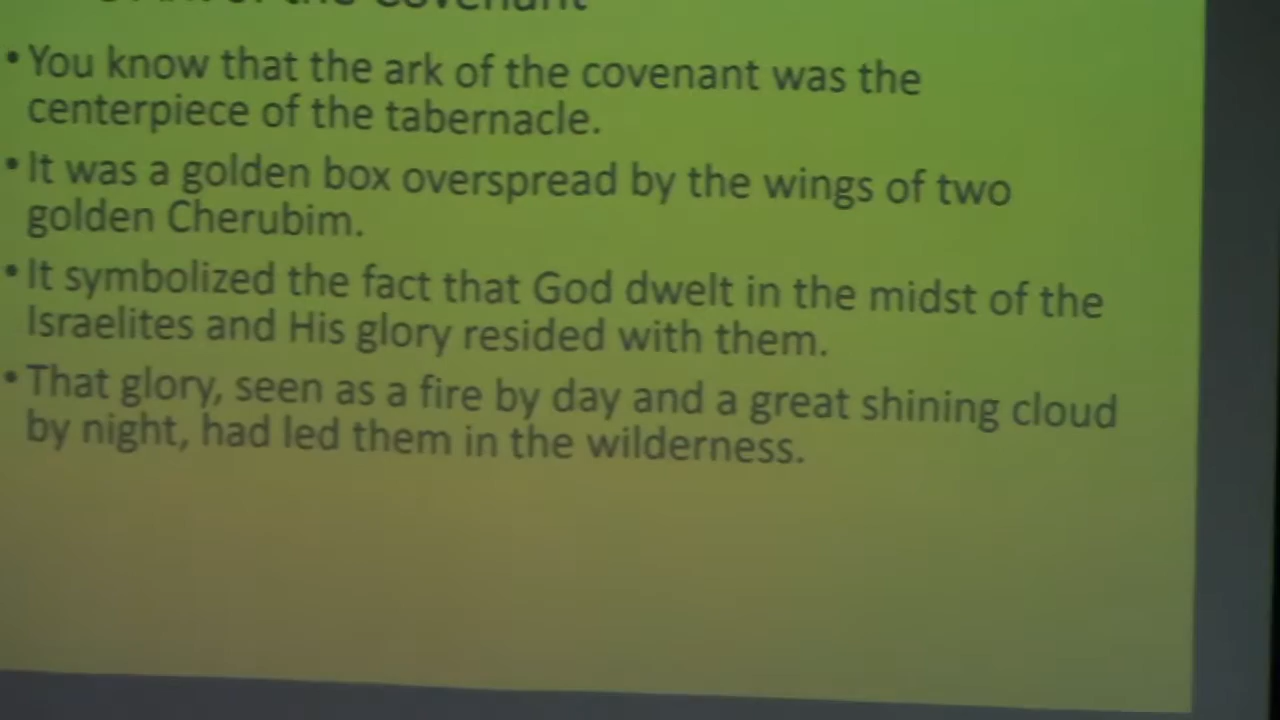 of the Covenant
• You know that the ark of the covenant was the
centerpiece of the tabernacle.
• It was a golden box overspread by the wings of two
golden Cherubim.
• It symbolized the fact that God dwelt in the midst of the
Israelites and His glory resided with them.
• That glory, seen as a fire by day and a great shining cloud
by night, had led them in the wilderness.